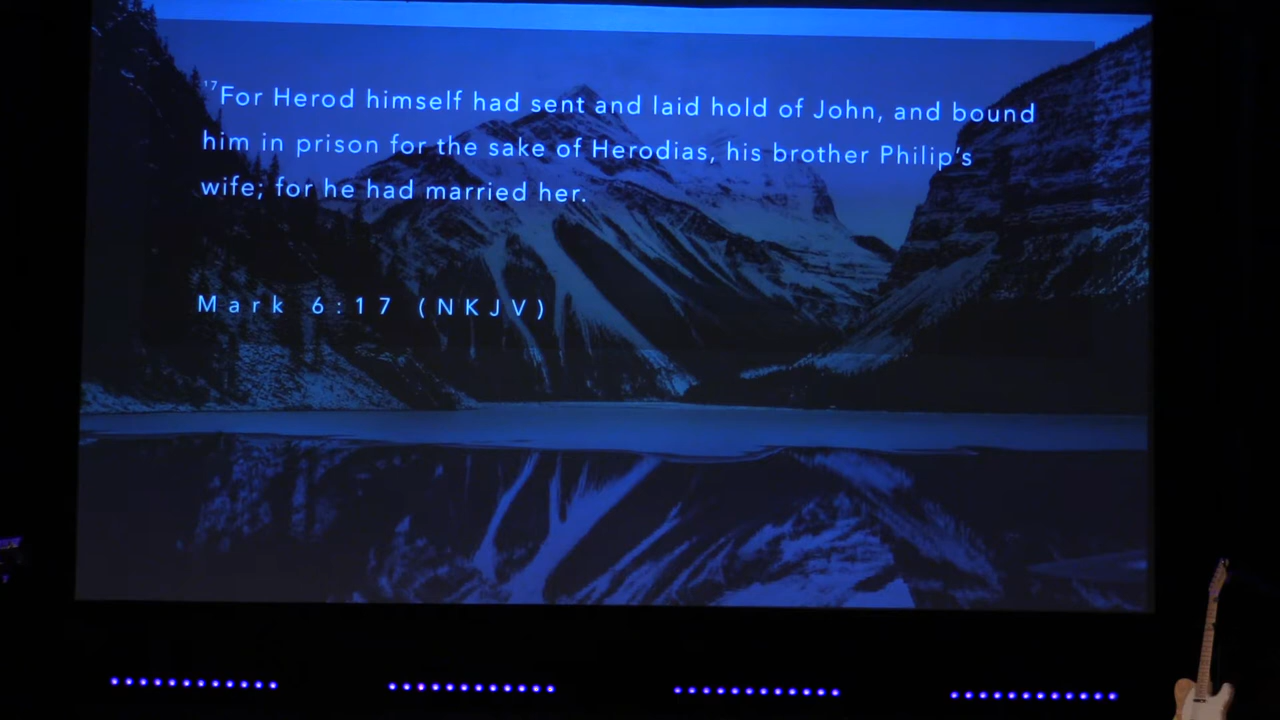 ¹⁷For Herod himself had sent and laid hold of John, and bound
him in prison for the sake of Herodias, his brother Philip’s
wife; for he had married her.
Mark 6:17 (NKJV)